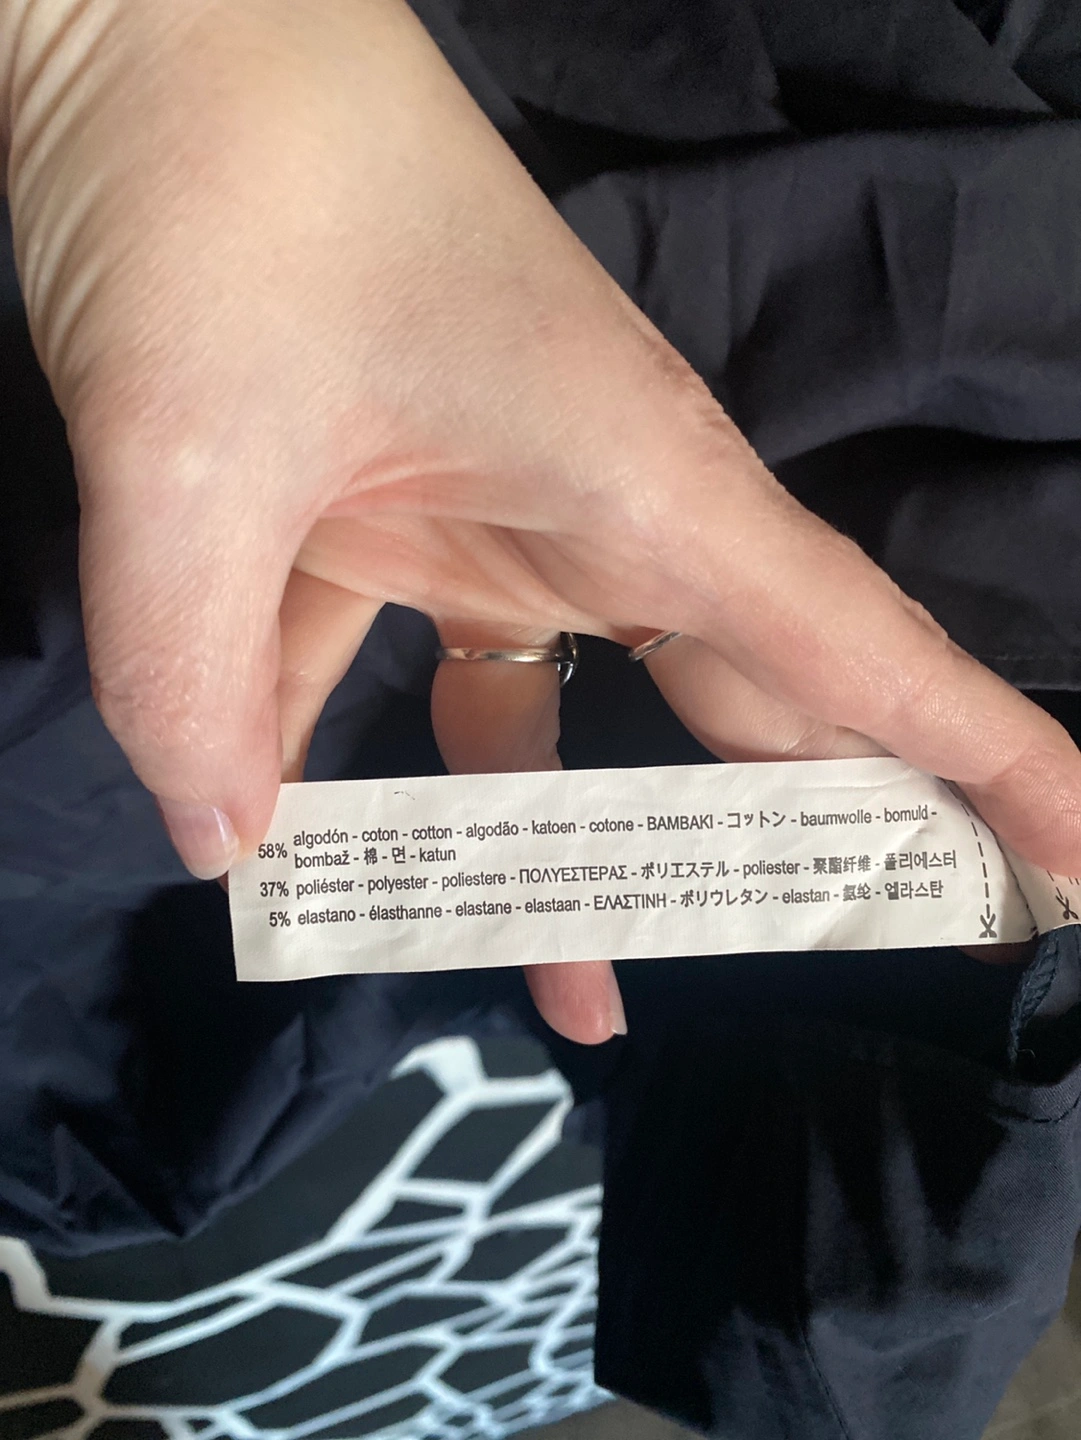 58% algodón - coton - cotton - algodão - katoen - cotone - BAMBAKI - コットン - baumwolle - bomuld -
bombaž - 棉 - 면 - katun
37% poliéster - polyester - poliestere - ΠΟΛΥΕΣΤΕΡΑΣ - ポリエステル - poliester - 聚酯纤维 - 폴리에스터
5% elastano - élasthanne - elastane - elastaan - ΕΛΑΣΤΙΝΗ - ポリウレタン - elastan - 氨纶 - 엘라스탄